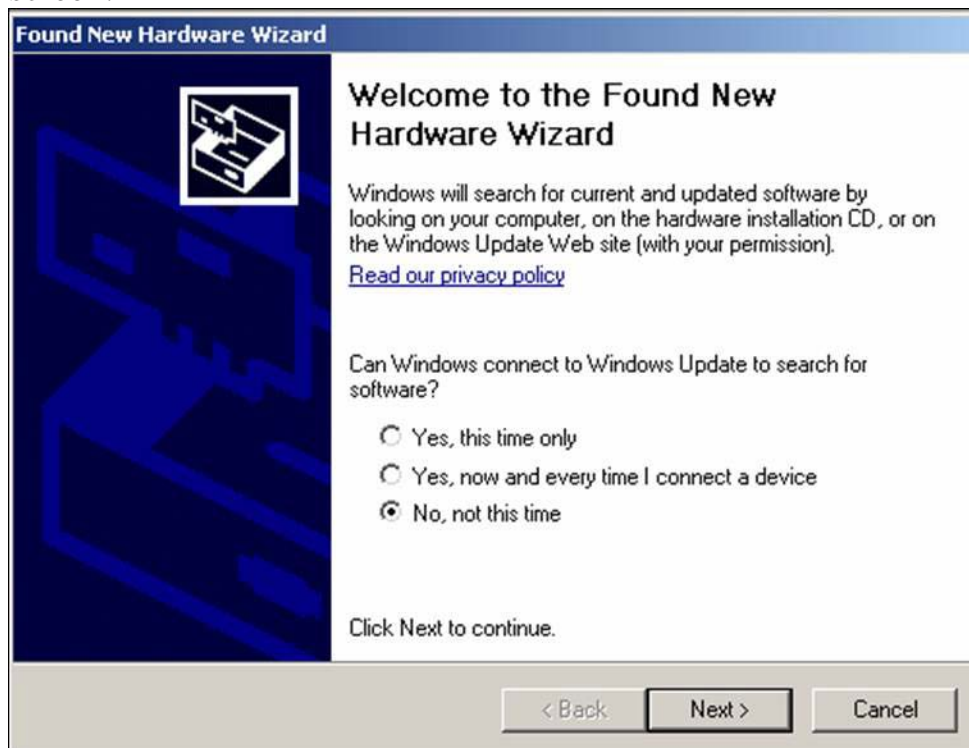 Found New Hardware Wizard
Welcome to the Found New
Hardware Wizard
Windows will search for current and updated software by
looking on your computer, on the hardware installation CD, or on
the Windows Update Web site (with your permission).
Read our privacy policy
Can Windows connect to Windows Update to search for
software?
Yes, this time only
Yes, now and every time I connect a device
No, not this time
Click Next to continue.
< Back
Next >
Cancel